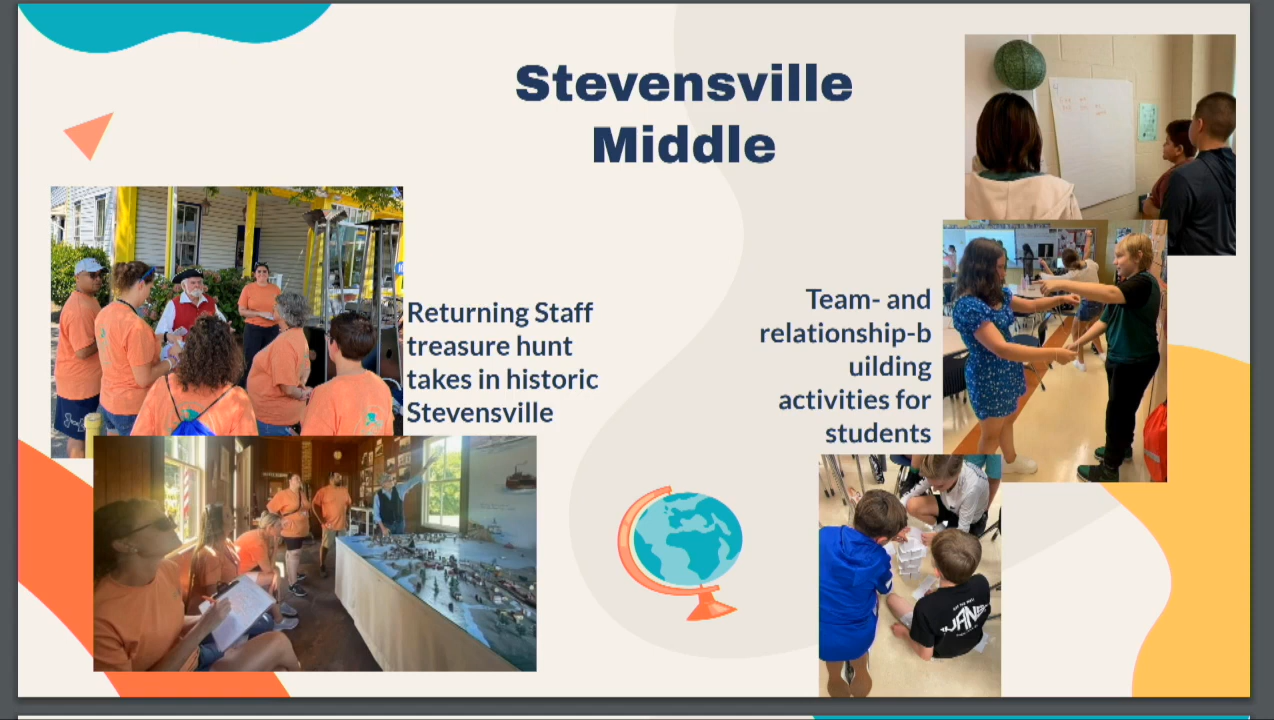 Stevensville
Middle
Returning Staff
treasure hunt
takes in historic
Stevensville
Team- and
relationship-b
uilding
activities for
students